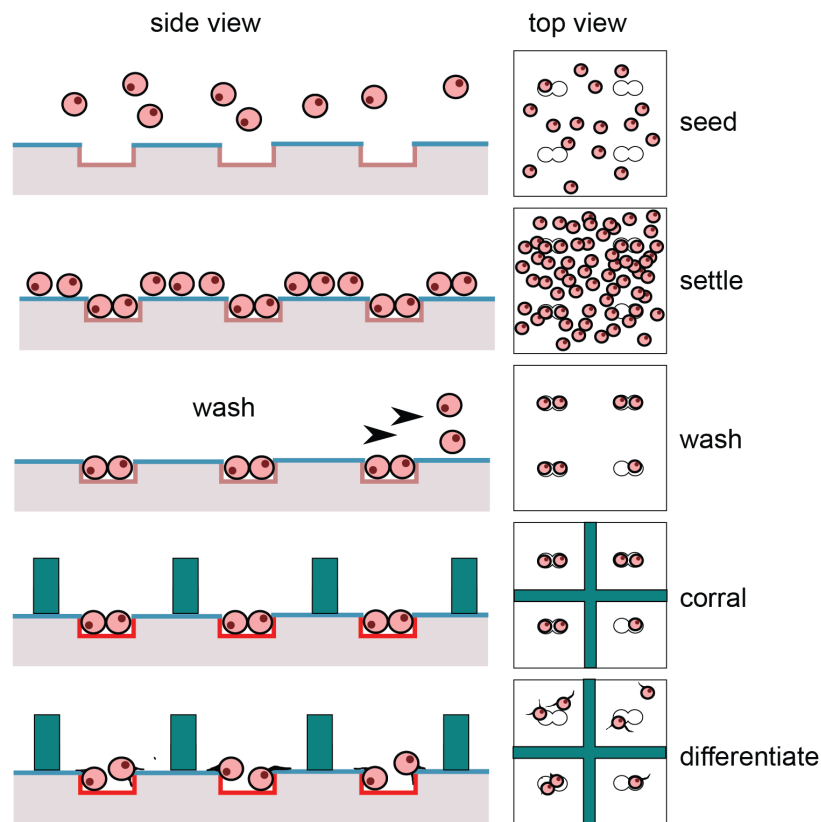 side view
top view
seed
settle
wash
wash
corral
differentiate